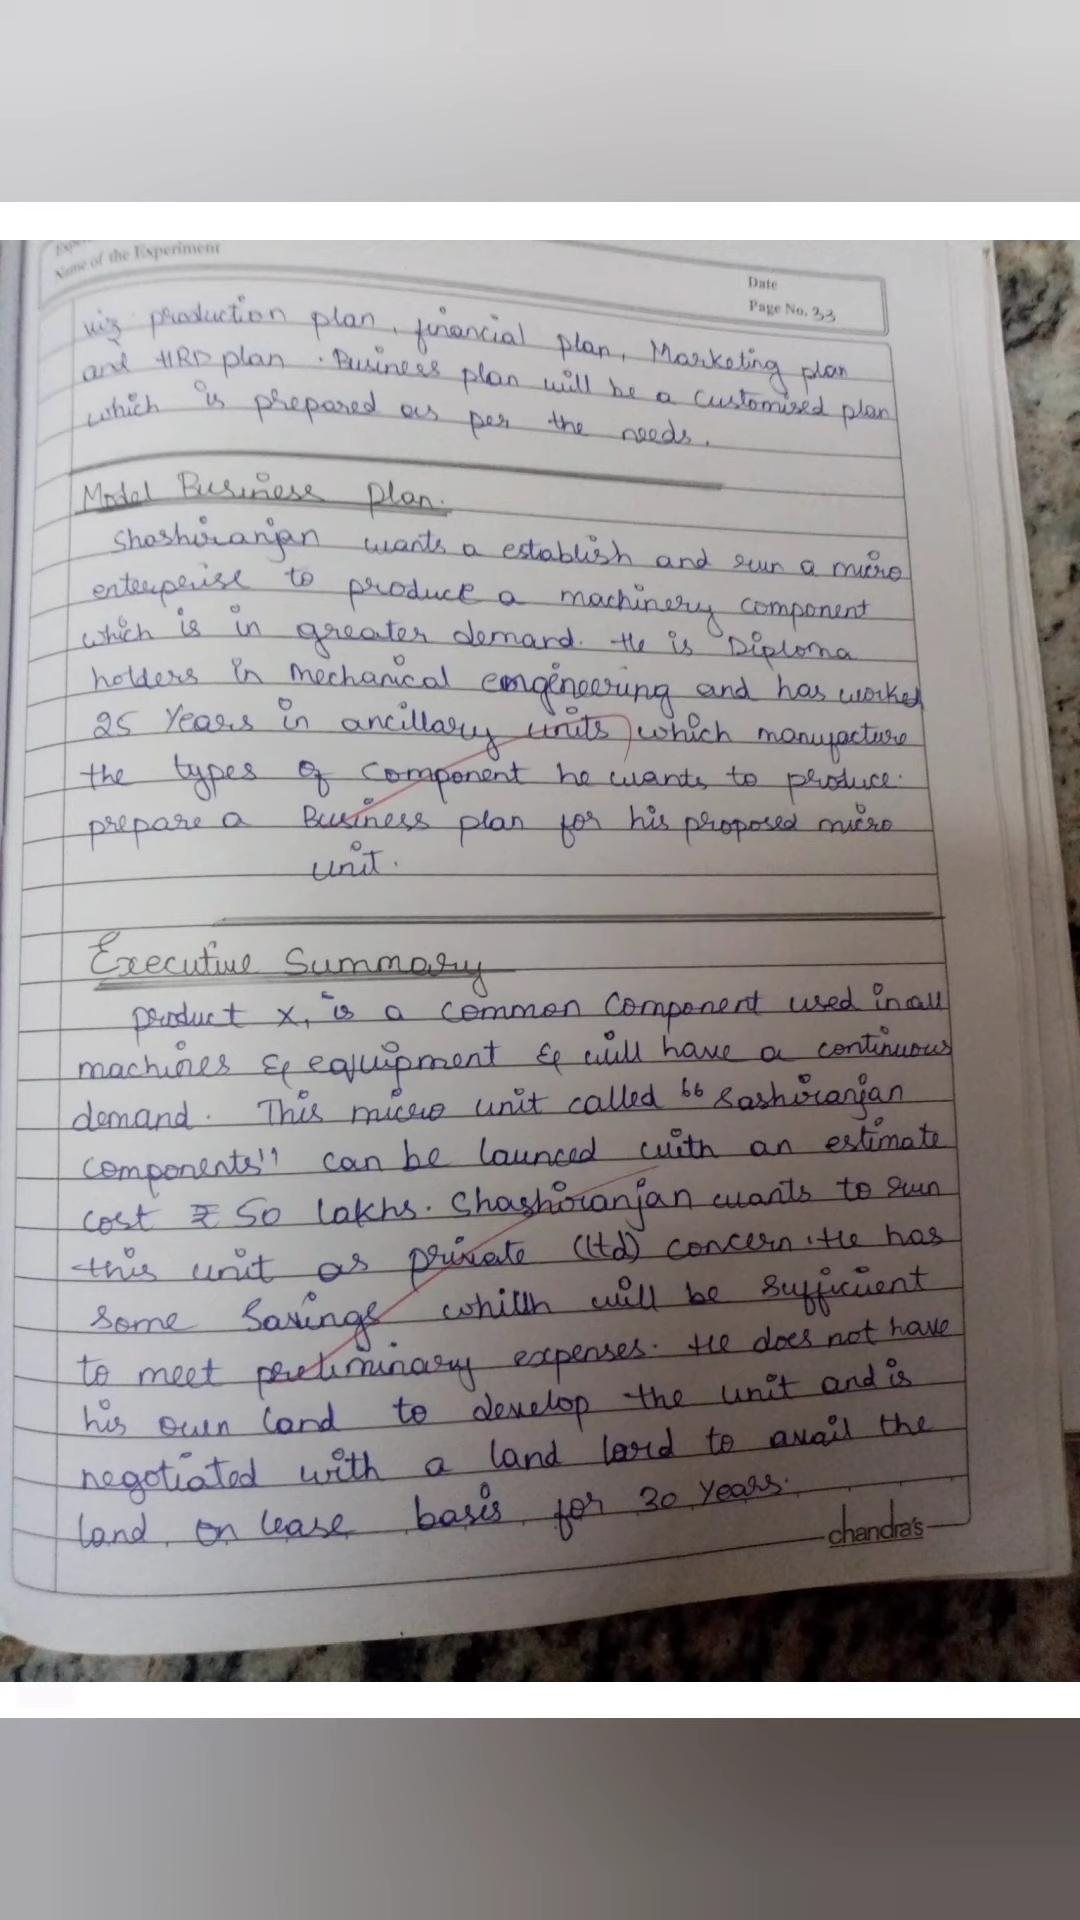 Name of the Experiment
Date
Page No. 33
viz production plan, financial plan, Marketing plan
and HRD plan. Business plan will be a customised plan
which is prepared as per the needs.
Model Business plan.
Shashiranjan wants a establish and run a micro
enterprise to produce a machinery component
which is in greater demand. He is Diploma
holders in mechanical engineering and has worked
25 Years in ancillary units which manufacture
the types of component he wants to produce.
prepare a Business plan for his proposed micro
unit.
Executive Summary
product x, is a common component used in all
machines & equipment & will have a continuous
demand. This micro unit called “Sashiranjan
components" can be launced with an estimate
cost ₹ 50 lakhs. Shashiranjan wants to run
this unit as private (ltd) concern. He has
some Savings whilth will be sufficient
to meet preliminary expenses. He does not have
his own land to develop the unit and is
negotiated with a land lord to avail the
land on lease basis for 30 years.
chandra's